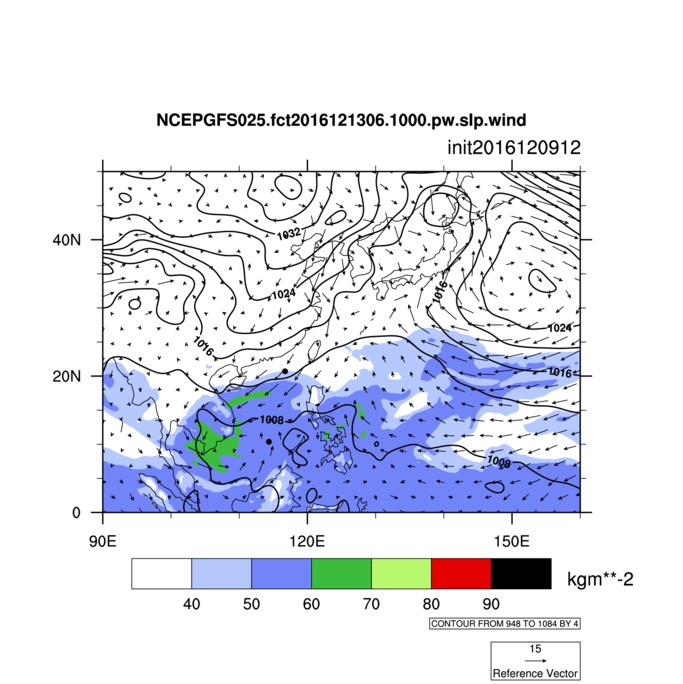 NCEPGFS025.fct2016121306.1000.pw.slp.wind
init2016120912
40N
20N
0
1032
1024
1016
1016
1024
1016
1008
1008
90E 120E 150E
40 50 60 70 80 90
kgm**-2
CONTOUR FROM 948 TO 1084 BY 4
15
Reference Vector